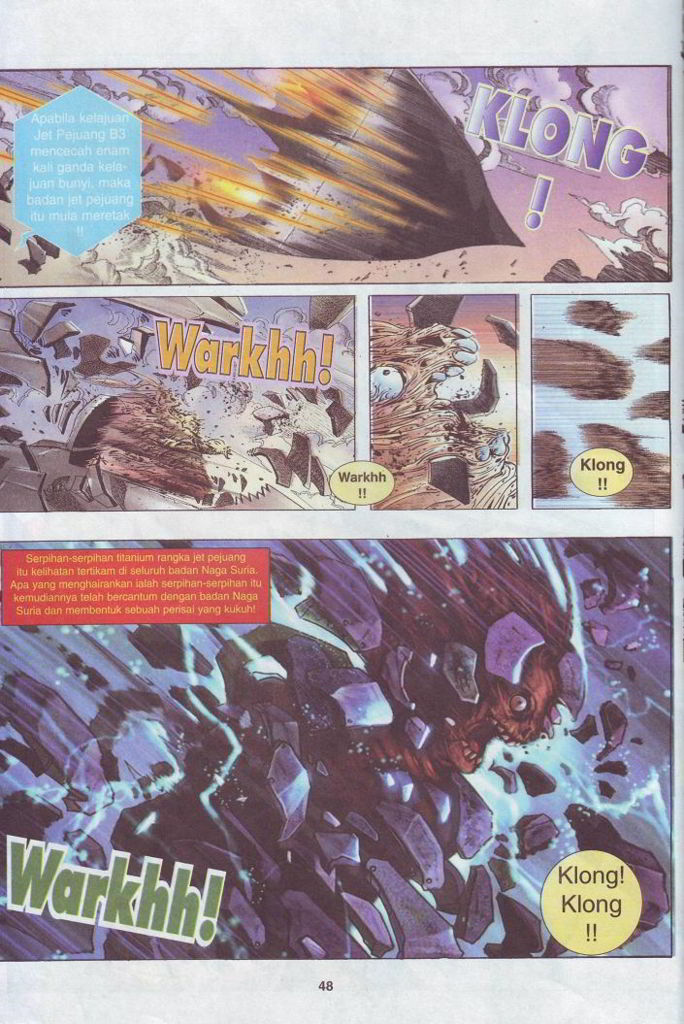 Apabila kelajuan
Jet Pejuang B3
mencecah enam
kali ganda kela-
juan bunyi, maka
badan jet pejuang
itu mula meretak
!!
KLONG
!
Warkhh!
Warkhh
!!
Klong
!!
Serpihan-serpihan titanium rangka jet pejuang
itu kelihatan tertikam di seluruh badan Naga Suria.
Apa yang menghairankan ialah serpihan-serpihan itu
kemudiannya telah bercantum dengan badan Naga
Suria dan membentuk sebuah perisai yang kukuh!
Warkhh!
Klong!
Klong
!!
48